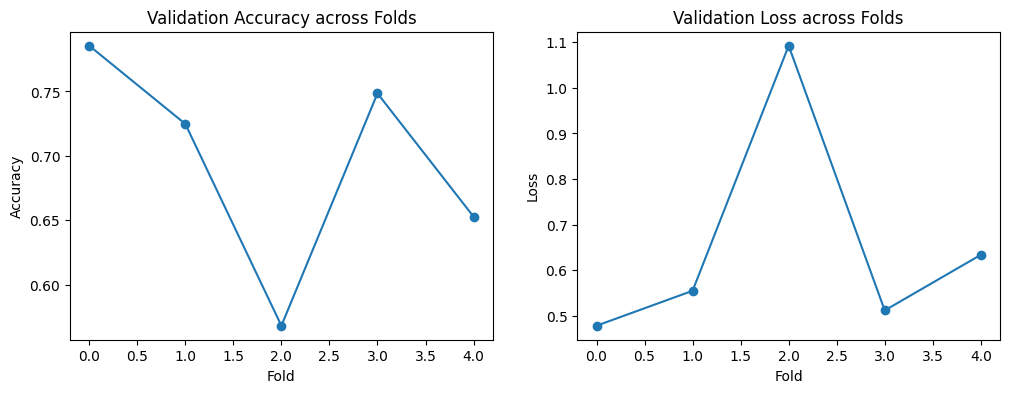 Validation Accuracy across Folds
Accuracy
0.75
0.70
0.65
0.60
0.0 0.5 1.0 1.5 2.0 2.5 3.0 3.5 4.0
Fold
Validation Loss across Folds
Loss
1.1
1.0
0.9
0.8
0.7
0.6
0.5
0.0 0.5 1.0 1.5 2.0 2.5 3.0 3.5 4.0
Fold